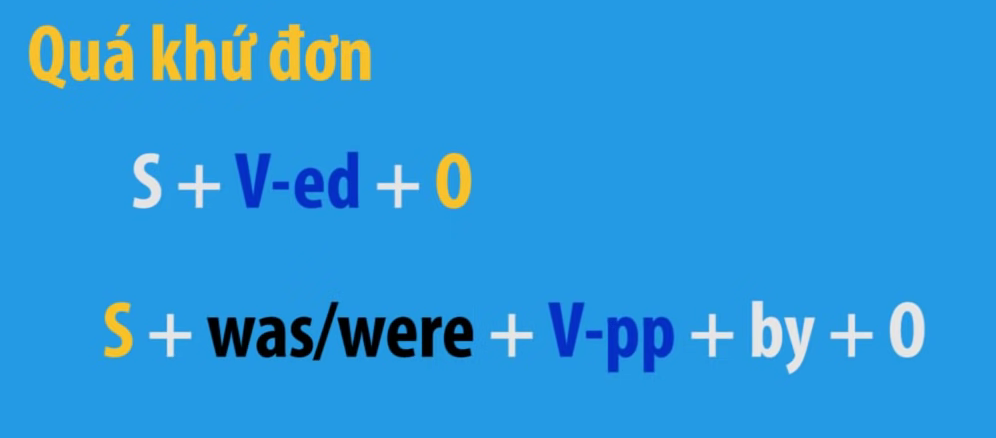 Quá khứ đơn
S + V-ed + O
S + was/were + V-pp + by + O